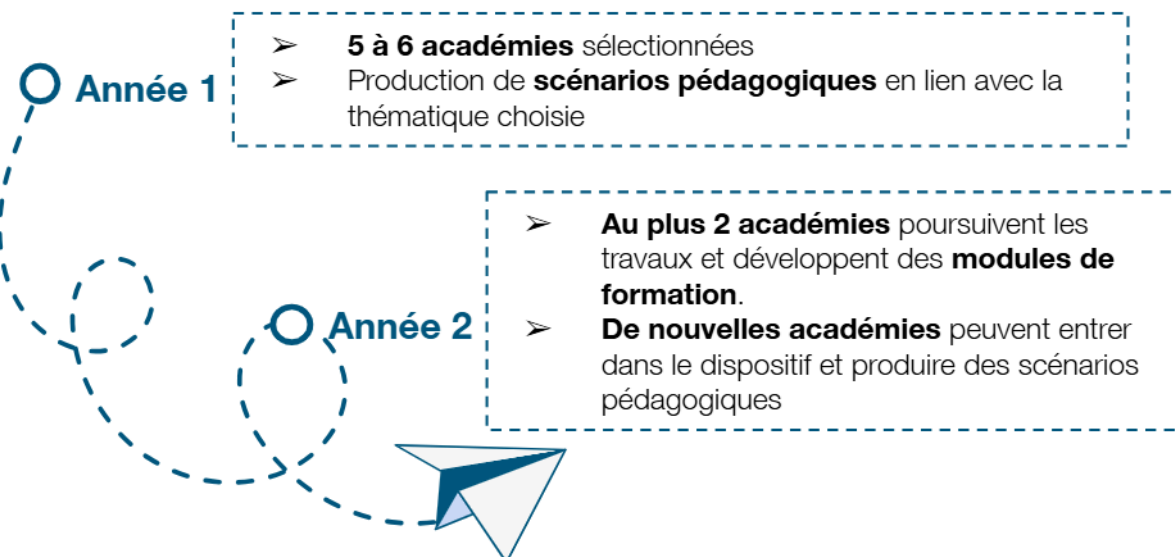 Année 1
➢ 5 à 6 académies sélectionnées
➢ Production de scénarios pédagogiques en lien avec la
thématique choisie
Année 2
➢ Au plus 2 académies poursuivent les
travaux et développent des modules de
formation.
➢ De nouvelles académies peuvent entrer
dans le dispositif et produire des scénarios
pédagogiques